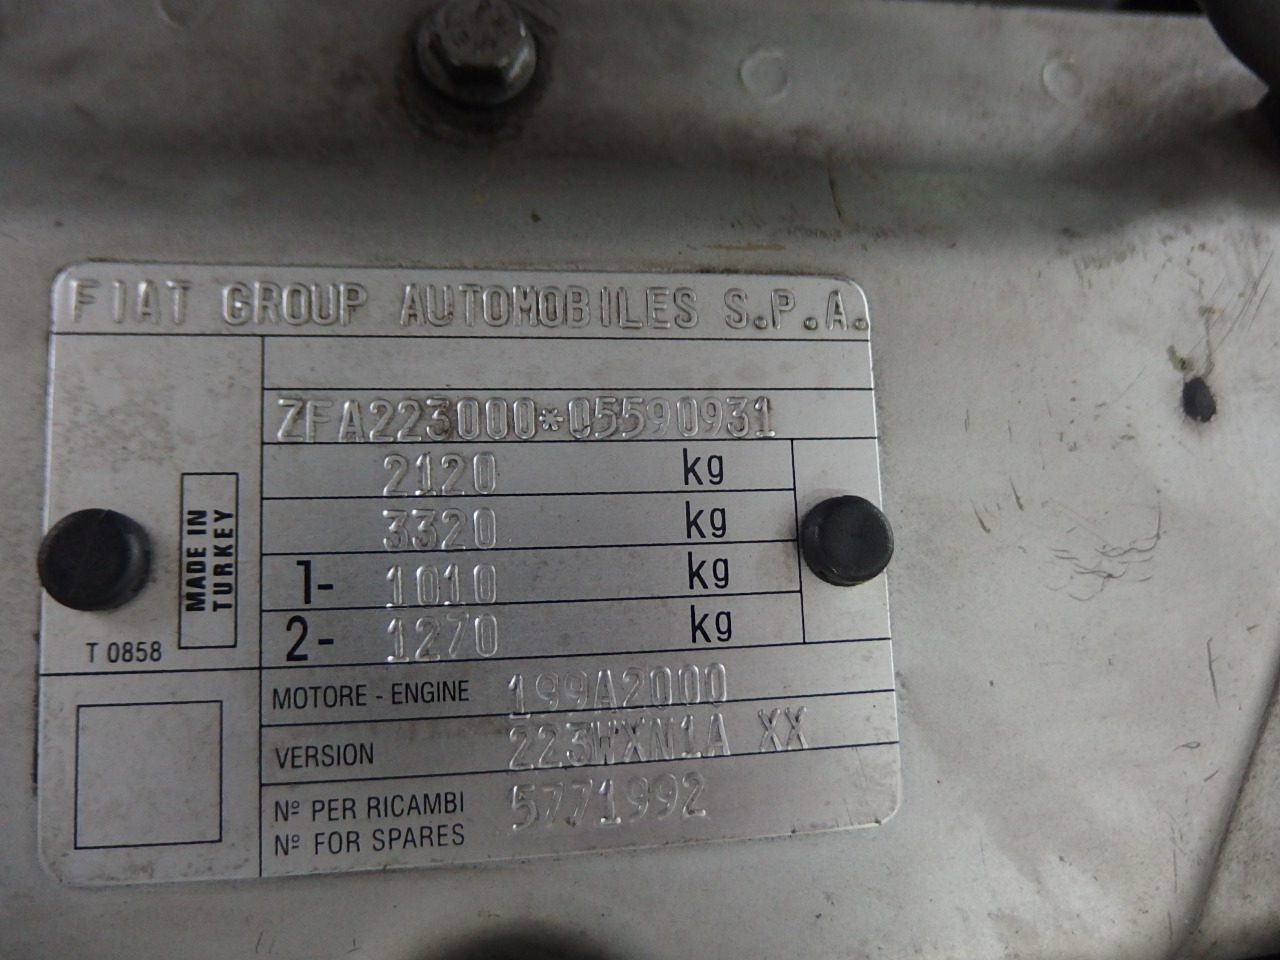 FIAT GROUP AUTOMOBILES S.P.A.
ZFA223000*05590931
2120 kg
3320 kg
1- 1010 kg
2- 1270 kg
MADE IN
TURKEY
T 0858
MOTORE - ENGINE 199A2000
VERSION 223WXN1A XX
Nº PER RICAMBI 5771992
Nº FOR SPARES